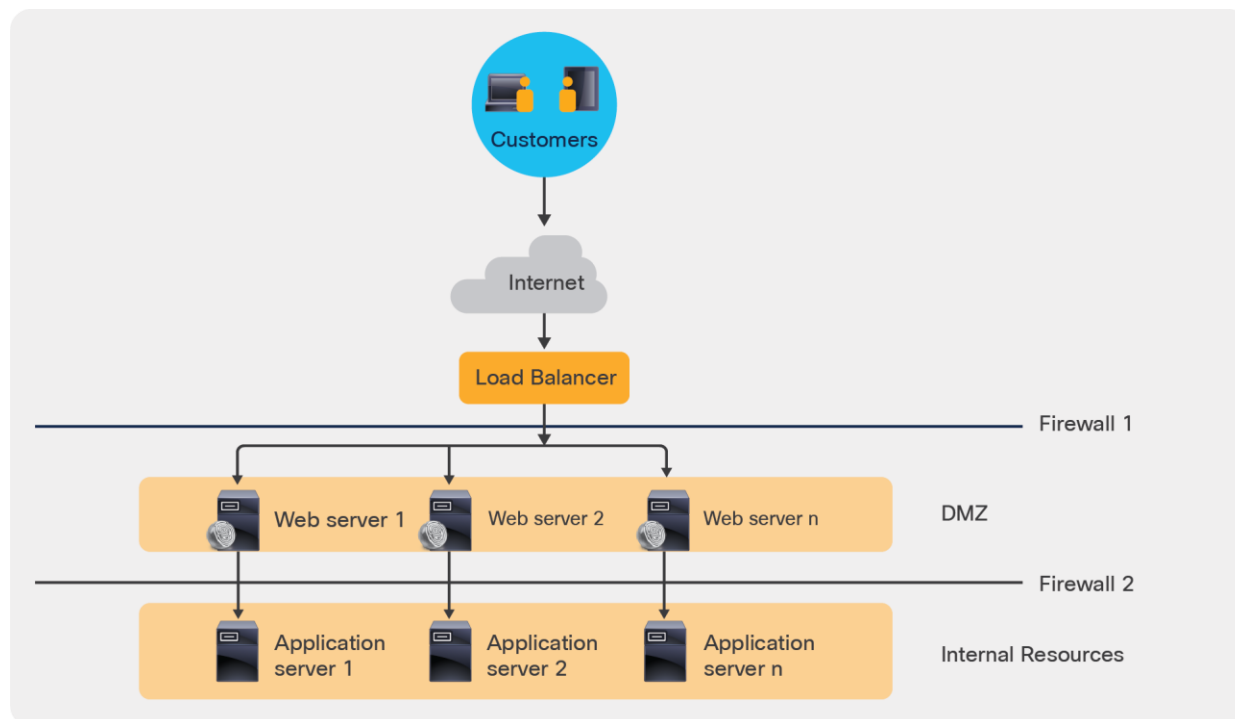 Customers
Internet
Load Balancer
Firewall 1
Web server 1
Web server 2
Web server n
DMZ
Firewall 2
Application
server 1
Application
server 2
Application
server n
Internal Resources